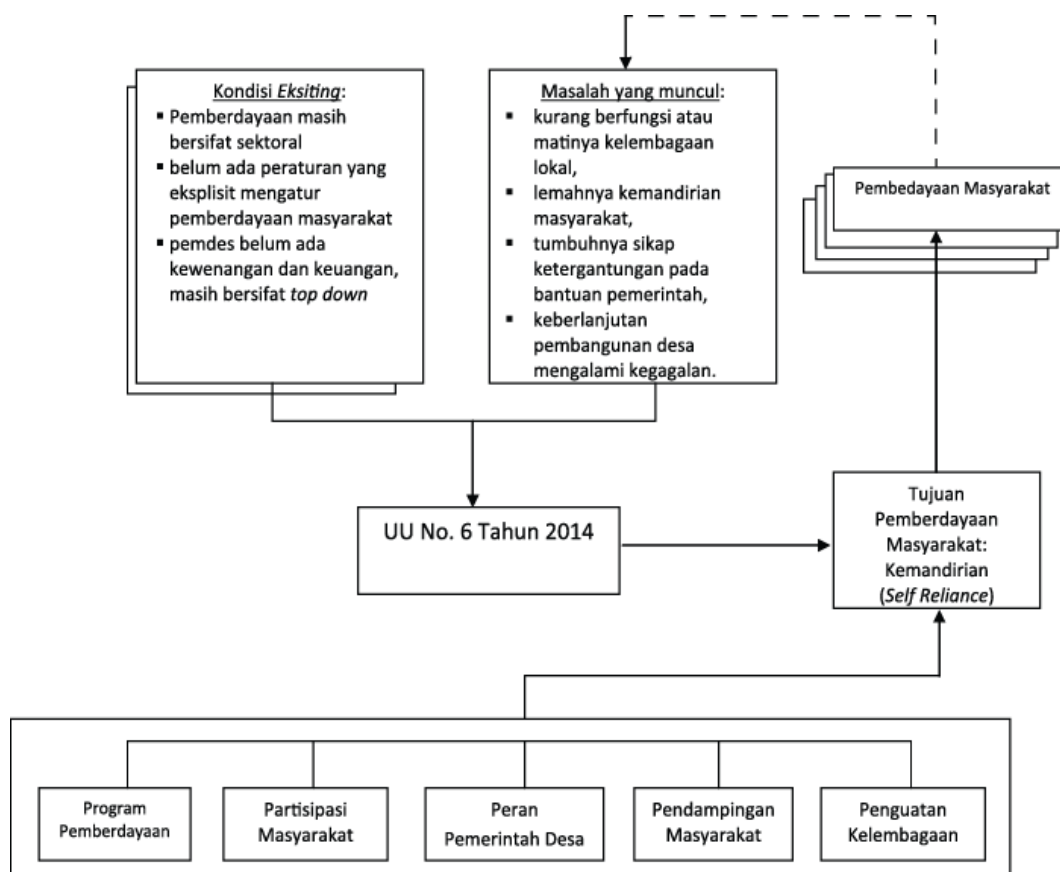 Kondisi Eksiting:
▪ Pemberdayaan masih
bersifat sektoral
▪ belum ada peraturan yang
eksplisit mengatur
pemberdayaan masyarakat
▪ pemdes belum ada
kewenangan dan keuangan,
masih bersifat top down
Masalah yang muncul:
▪ kurang berfungsi atau
matinya kelembagaan
lokal,
▪ lemahnya kemandirian
masyarakat,
▪ tumbuhnya sikap
ketergantungan pada
bantuan pemerintah,
▪ keberlanjutan
pembangunan desa
mengalami kegagalan.
Pembedayaan Masyarakat
UU No. 6 Tahun 2014
Tujuan
Pemberdayaan
Masyarakat:
Kemandirian
(Self Reliance)
Program
Pemberdayaan
Partisipasi
Masyarakat
Peran
Pemerintah Desa
Pendampingan
Masyarakat
Penguatan
Kelembagaan